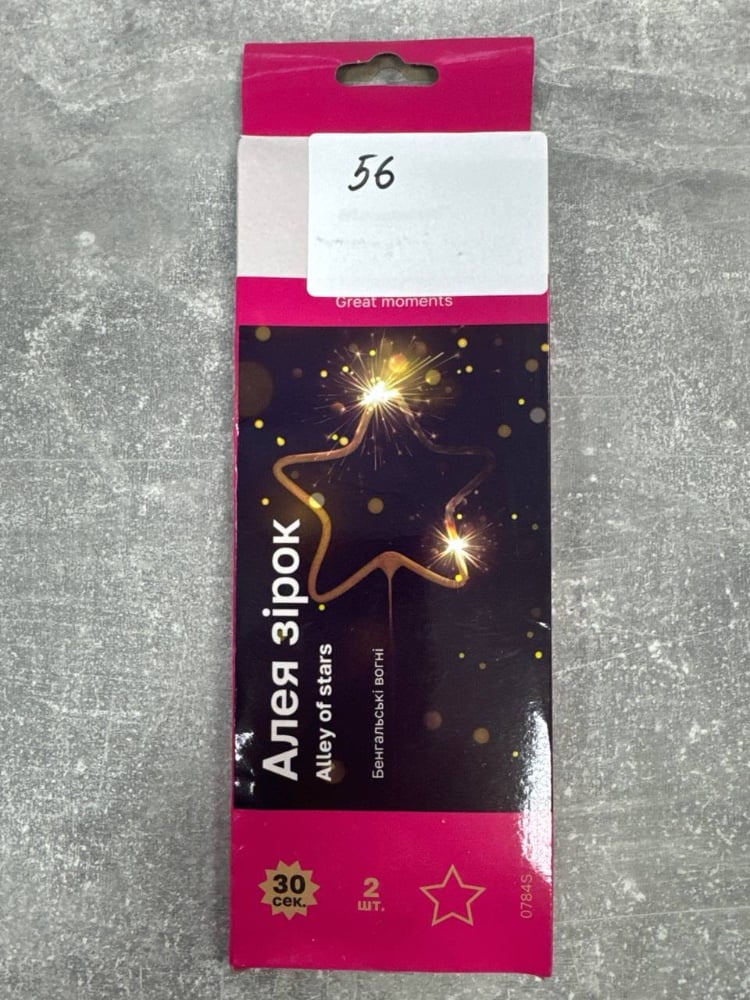 56
Great moments
Алея зірок
Alley of stars
Бенгальські вогні
30
сек.
2
шт.
0784S